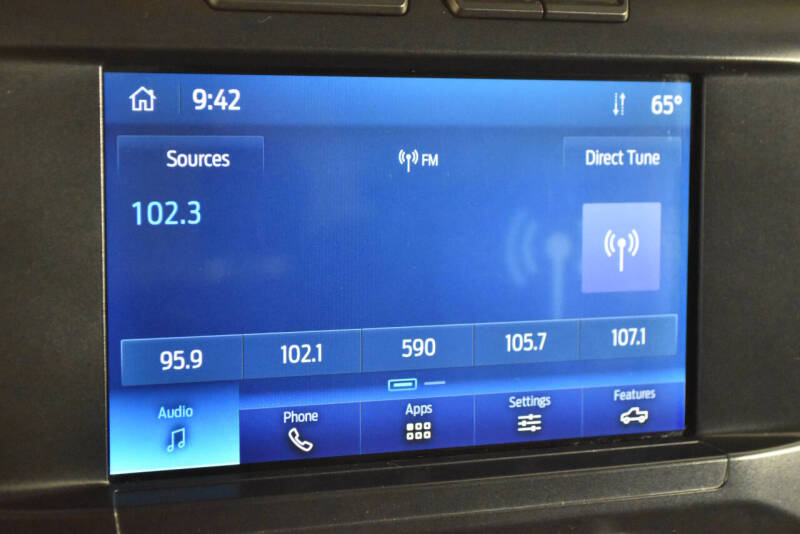 9:42 65°
Sources FM Direct Tune
102.3
95.9 102.1 590 105.7 107.1
Audio Phone Apps Settings Features